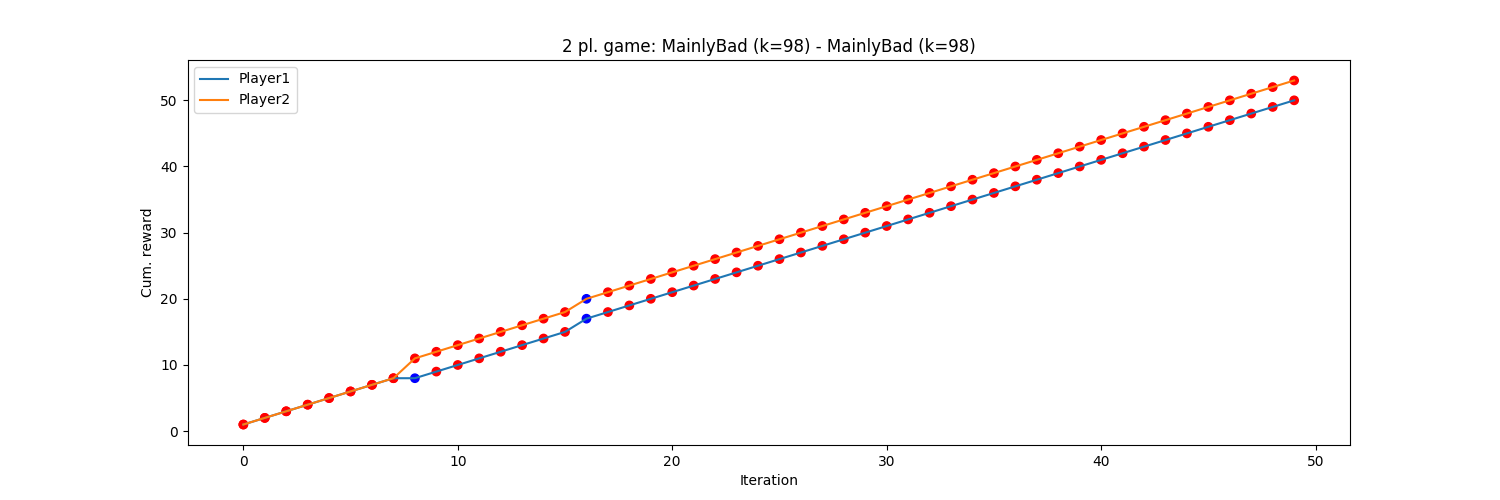 2 pl. game: MainlyBad (k=98) - MainlyBad (k=98)
Player1
Player2
Cum. reward
50
40
30
20
10
0
0 10 20 30 40 50
Iteration